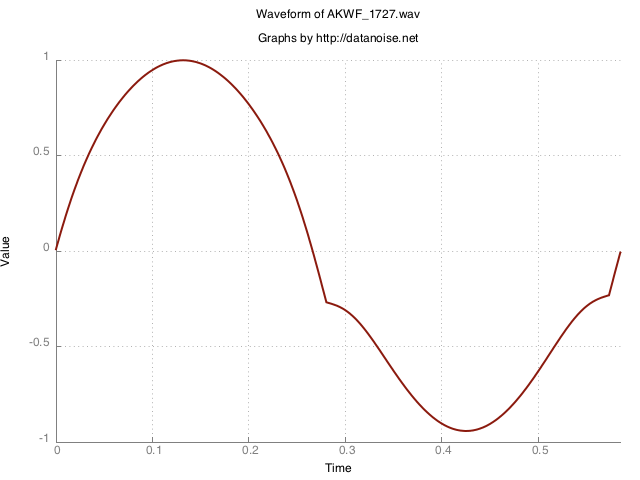 Waveform of AKWF_1727.wav
Graphs by http://datanoise.net
1
0.5
0
-0.5
-1
Value
0 0.1 0.2 0.3 0.4 0.5
Time